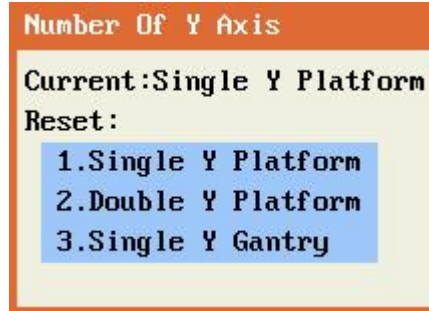 Number Of Y Axis
Current:Single Y Platform
Reset:
1.Single Y Platform
2.Double Y Platform
3.Single Y Gantry